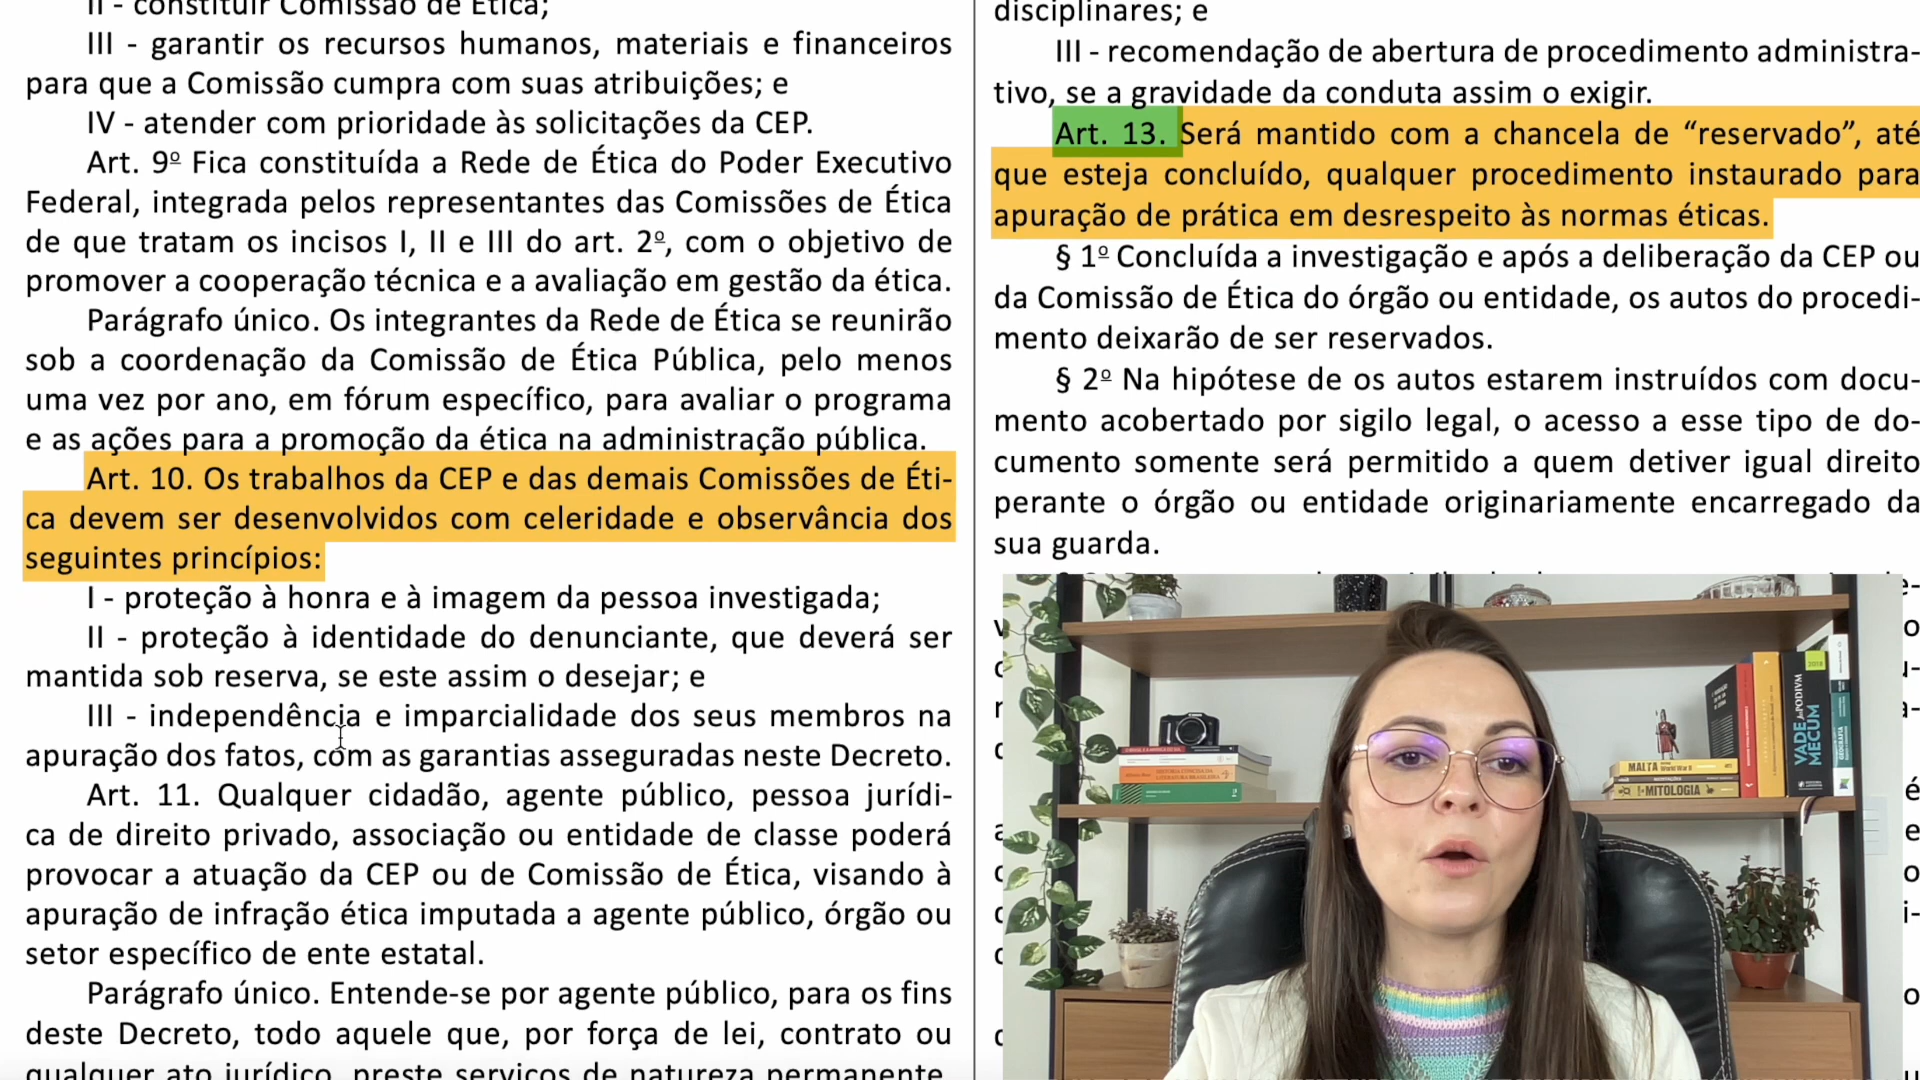 II - constituir Comissão de Ética;
III - garantir os recursos humanos, materiais e financeiros
para que a Comissão cumpra com suas atribuições; e
IV - atender com prioridade às solicitações da CEP.
Art. 9º Fica constituída a Rede de Ética do Poder Executivo
Federal, integrada pelos representantes das Comissões de Ética
de que tratam os incisos I, II e III do art. 2º, com o objetivo de
promover a cooperação técnica e a avaliação em gestão da ética.
Parágrafo único. Os integrantes da Rede de Ética se reunirão
sob a coordenação da Comissão de Ética Pública, pelo menos
uma vez por ano, em fórum específico, para avaliar o programa
e as ações para a promoção da ética na administração pública.
Art. 10. Os trabalhos da CEP e das demais Comissões de Éti-
ca devem ser desenvolvidos com celeridade e observância dos
seguintes princípios:
I - proteção à honra e à imagem da pessoa investigada;
II - proteção à identidade do denunciante, que deverá ser
mantida sob reserva, se este assim o desejar; e
III - independência e imparcialidade dos seus membros na
apuração dos fatos, com as garantias asseguradas neste Decreto.
Art. 11. Qualquer cidadão, agente público, pessoa jurídi-
ca de direito privado, associação ou entidade de classe poderá
provocar a atuação da CEP ou de Comissão de Ética, visando à
apuração de infração ética imputada a agente público, órgão ou
setor específico de ente estatal.
Parágrafo único. Entende-se por agente público, para os fins
deste Decreto, todo aquele que, por força de lei, contrato ou
qualquer ato jurídico, preste serviços de natureza permanente,
disciplinares; e
III - recomendação de abertura de procedimento administra-
tivo, se a gravidade da conduta assim o exigir.
Art. 13. Será mantido com a chancela de “reservado”, até
que esteja concluído, qualquer procedimento instaurado para
apuração de prática em desrespeito às normas éticas.
§ 1º Concluída a investigação e após a deliberação da CEP ou
da Comissão de Ética do órgão ou entidade, os autos do procedi-
mento deixarão de ser reservados.
§ 2º Na hipótese de os autos estarem instruídos com docu-
mento acobertado por sigilo legal, o acesso a esse tipo de do-
cumento somente será permitido a quem detiver igual direito
perante o órgão ou entidade originariamente encarregado da
sua guarda.
MALTA
MITOLOGIA
JusPODIVM
VADE
MECUM
GEOGRAFIA